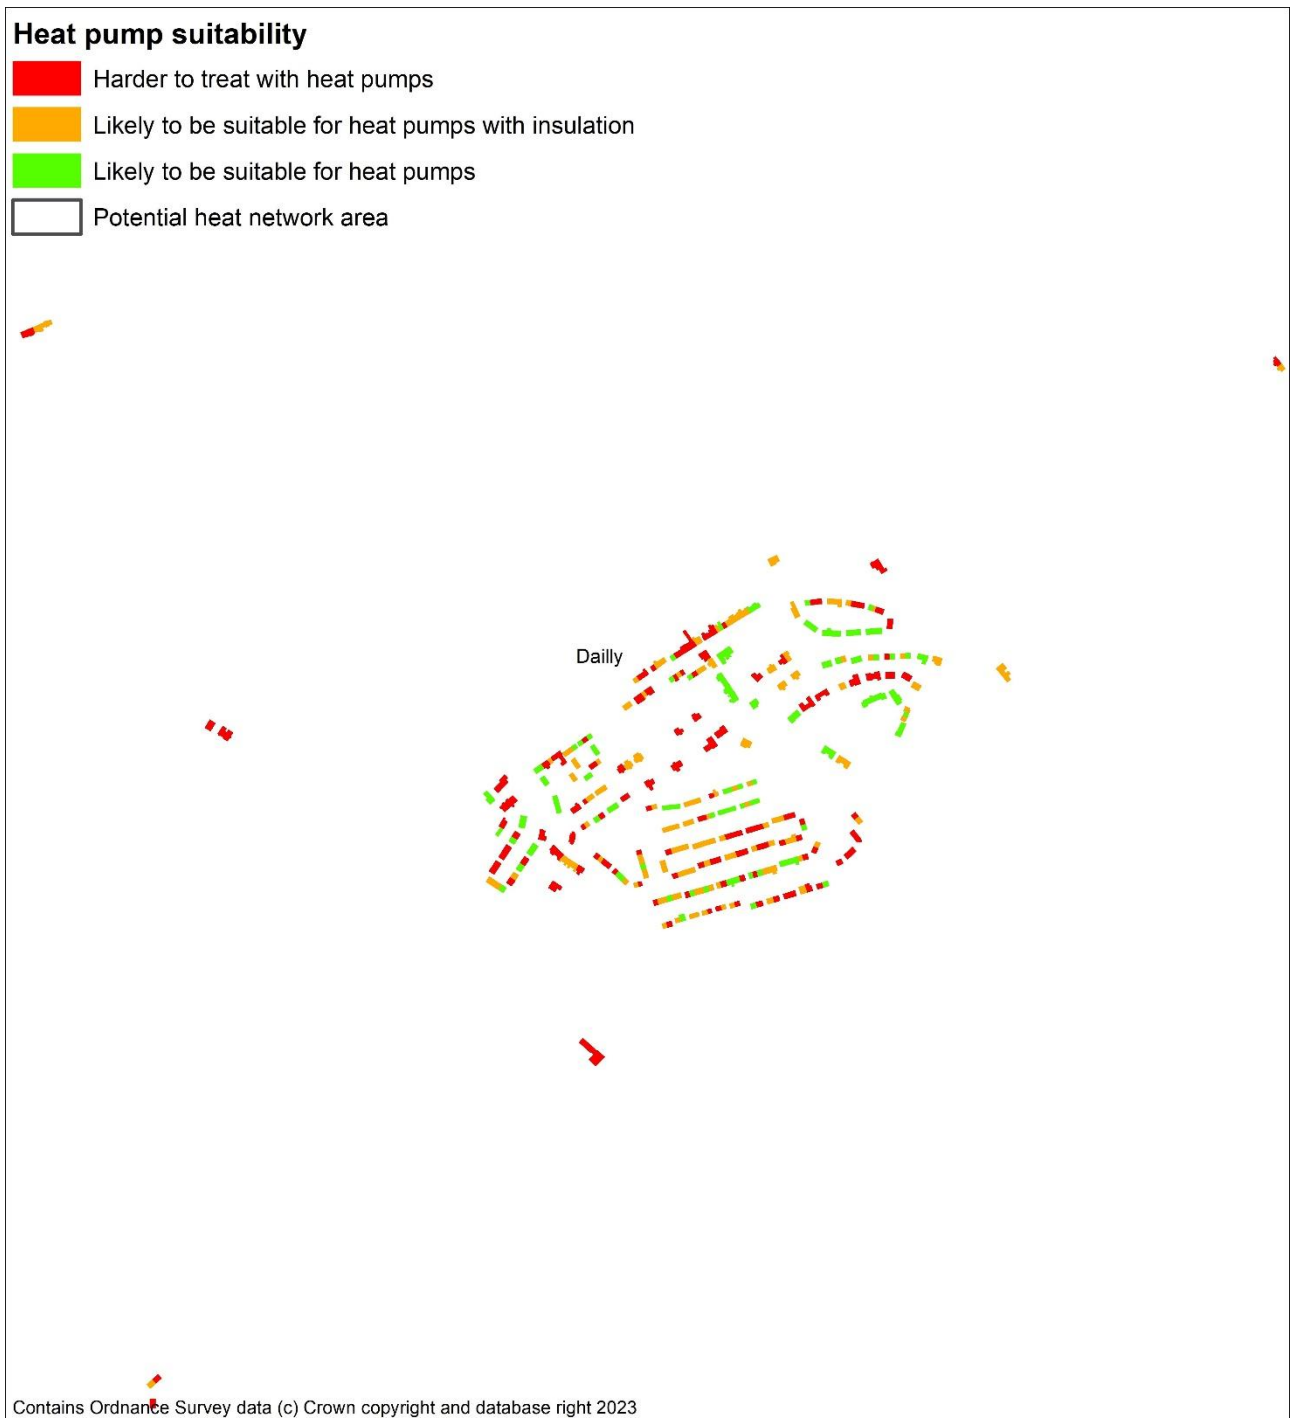 Heat pump suitability
Harder to treat with heat pumps
Likely to be suitable for heat pumps with insulation
Likely to be suitable for heat pumps
Potential heat network area
Dailly
Contains Ordnance Survey data (c) Crown copyright and database right 2023